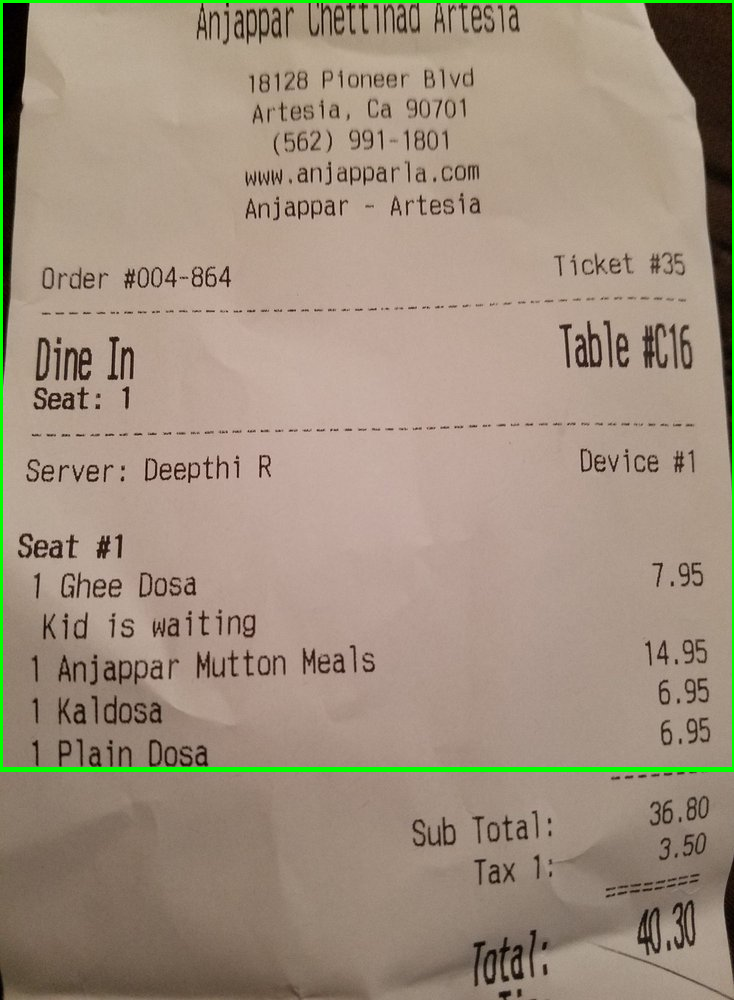 Anjappar Chettinad Artesia
18128 Pioneer Blvd
Artesia, Ca 90701
(562) 991-1801
www.anjapparla.com
Anjappar - Artesia
Order #004-864 Ticket #35
Dine In Table #C16
Seat: 1
Server: Deepthi R Device #1
Seat #1
1 Ghee Dosa 7.95
Kid is waiting
1 Anjappar Mutton Meals 14.95
1 Kaldosa 6.95
1 Plain Dosa 6.95
Sub Total: 36.80
Tax 1: 3.50
Total: 40.30